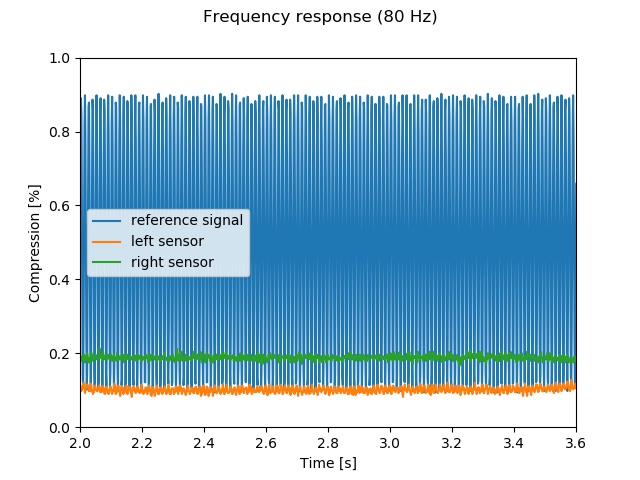 Frequency response (80 Hz)
1.0
0.8
0.6
0.4
0.2
0.0
Compression [%]
reference signal
left sensor
right sensor
2.0 2.2 2.4 2.6 2.8 3.0 3.2 3.4 3.6
Time [s]